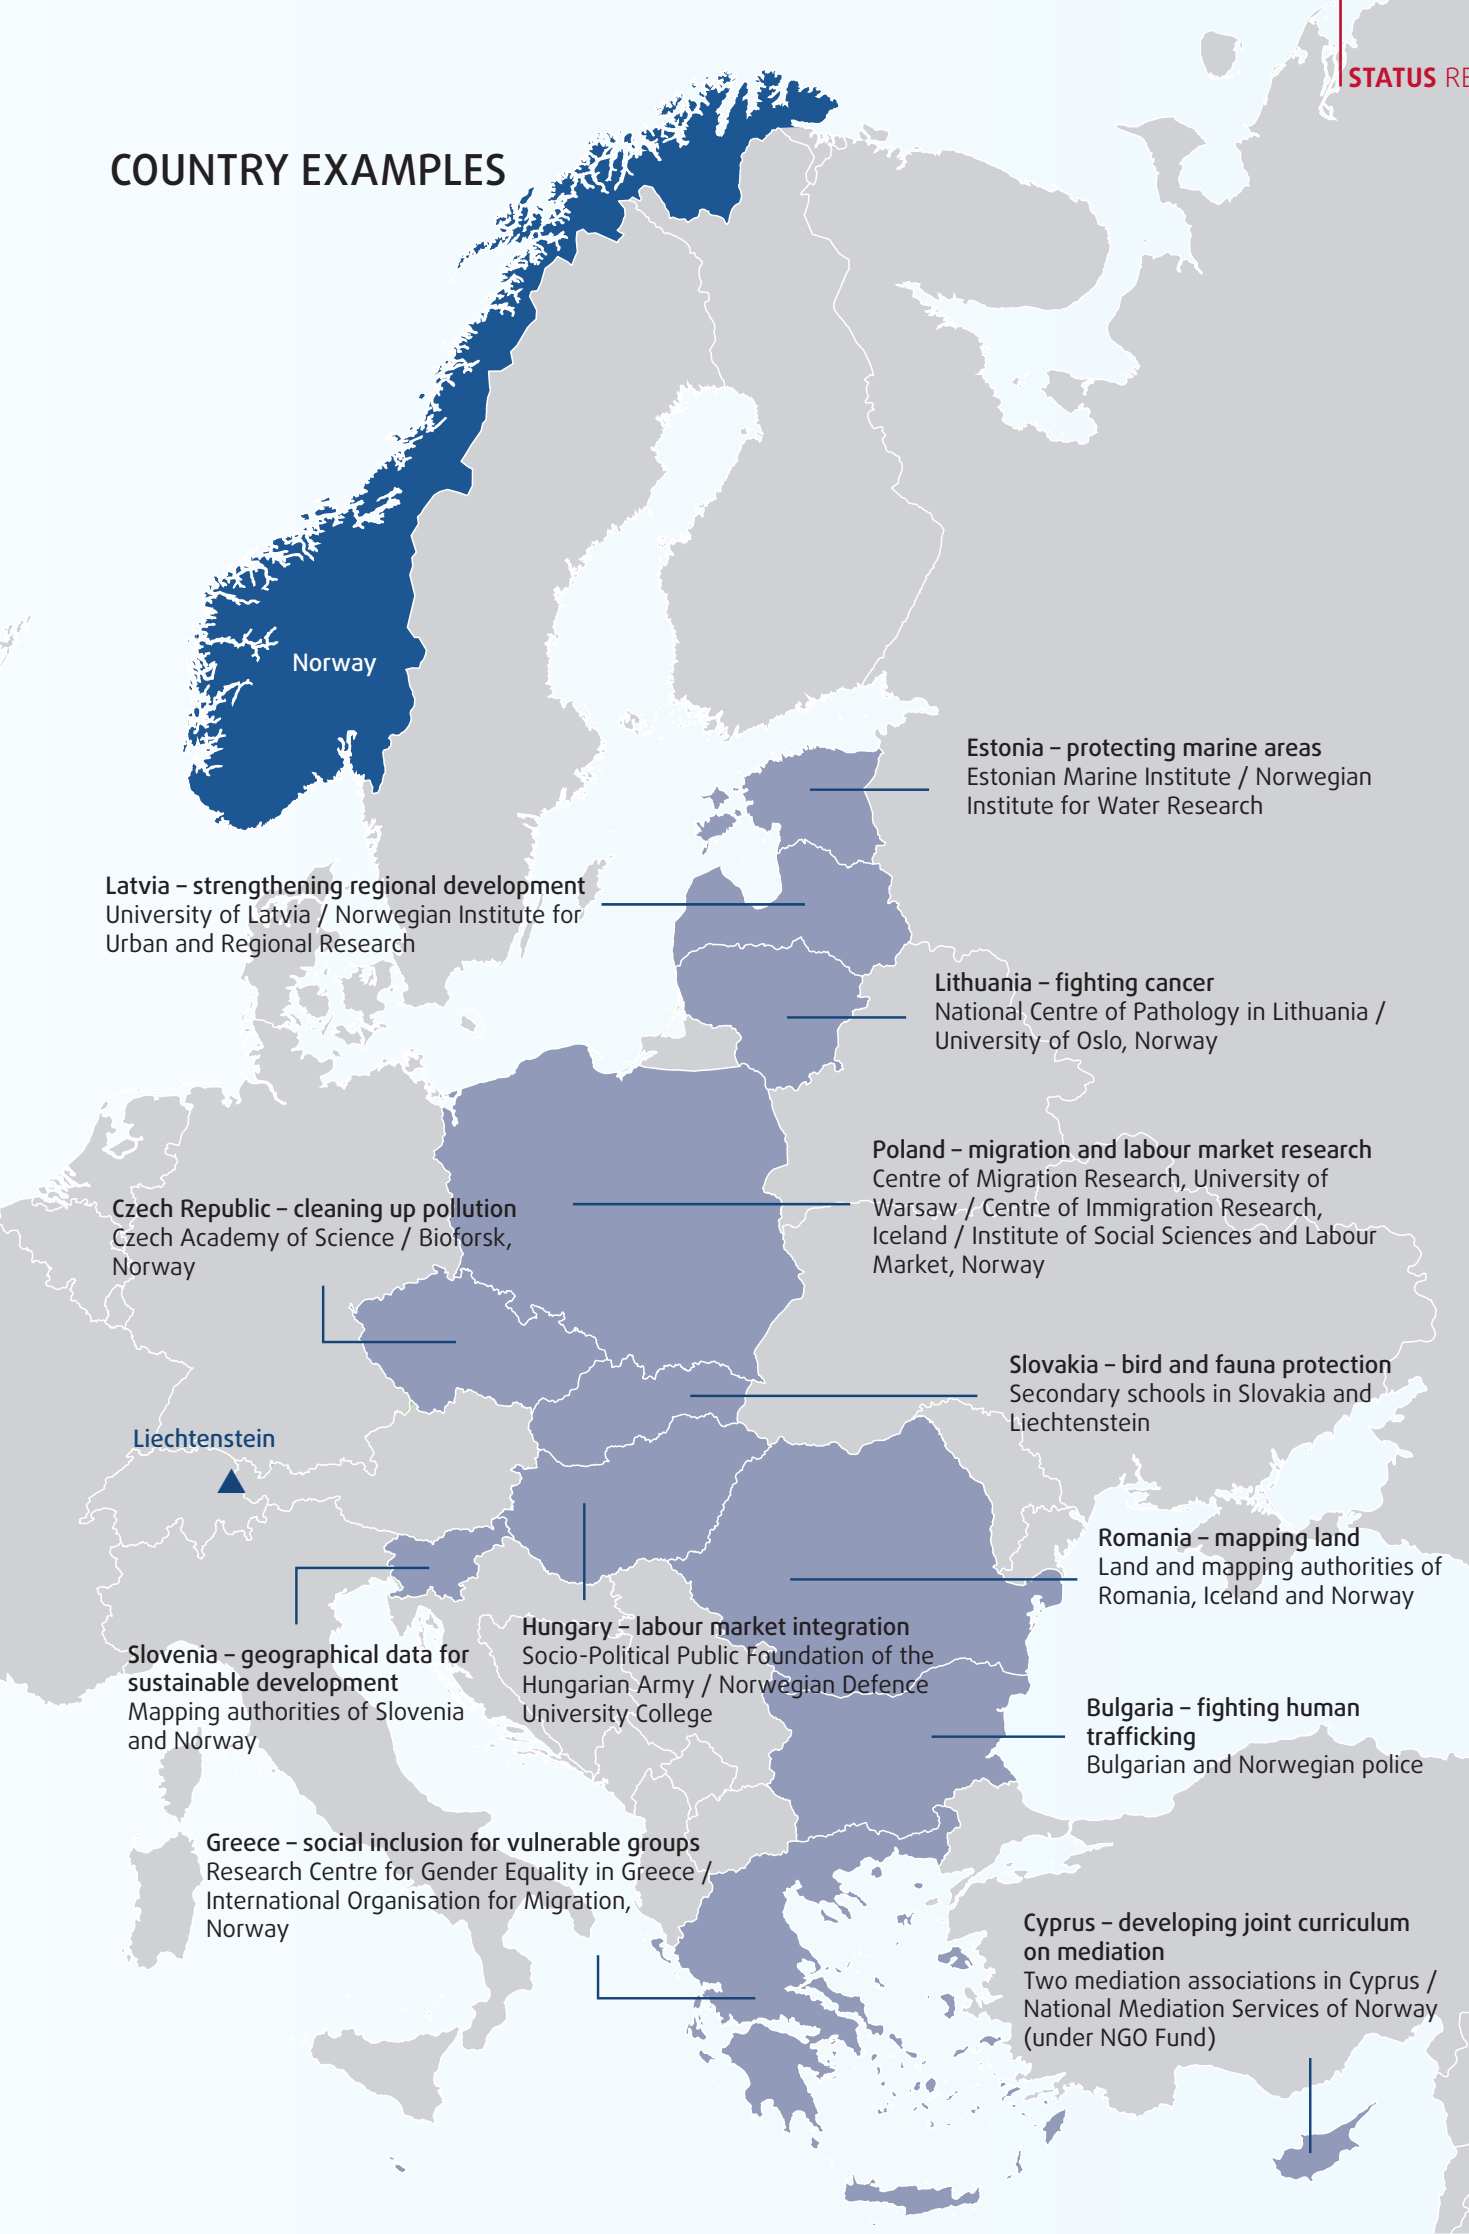 STATUS RE
COUNTRY EXAMPLES
Norway
Estonia – protecting marine areas
Estonian Marine Institute / Norwegian
Institute for Water Research
Latvia – strengthening regional development
University of Latvia / Norwegian Institute for
Urban and Regional Research
Lithuania – fighting cancer
National Centre of Pathology in Lithuania /
University of Oslo, Norway
Poland – migration and labour market research
Centre of Migration Research, University of
Warsaw / Centre of Immigration Research,
Iceland / Institute of Social Sciences and Labour
Market, Norway
Czech Republic – cleaning up pollution
Czech Academy of Science / Bioforsk,
Norway
Slovakia – bird and fauna protection
Secondary schools in Slovakia and
Liechtenstein
Liechtenstein
Romania – mapping land
Land and mapping authorities of
Romania, Iceland and Norway
Hungary – labour market integration
Socio-Political Public Foundation of the
Hungarian Army / Norwegian Defence
University College
Slovenia – geographical data for
sustainable development
Mapping authorities of Slovenia
and Norway
Bulgaria – fighting human
trafficking
Bulgarian and Norwegian police
Greece – social inclusion for vulnerable groups
Research Centre for Gender Equality in Greece /
International Organisation for Migration,
Norway
Cyprus – developing joint curriculum
on mediation
Two mediation associations in Cyprus /
National Mediation Services of Norway
(under NGO Fund)